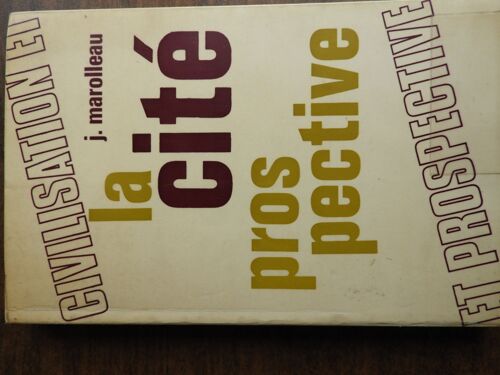 CIVILISATION ET
j. marolleau
la
cité
pros
pective
ET PROSPECTIVE